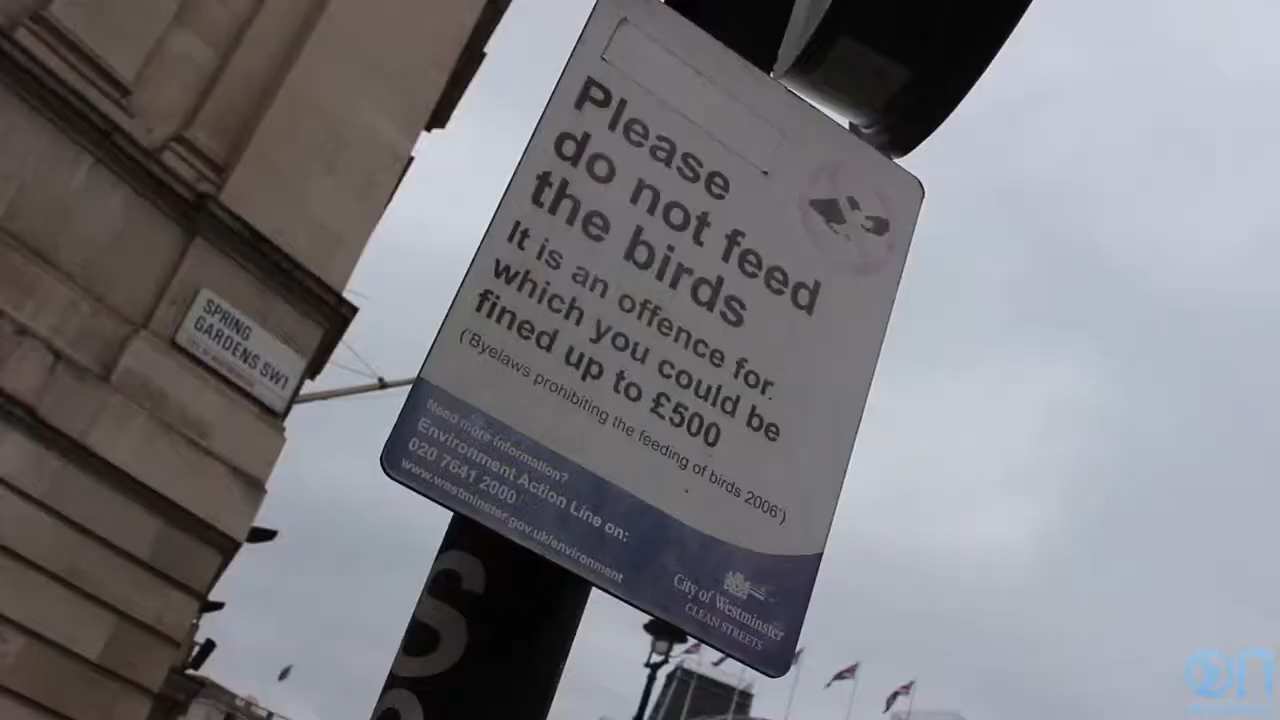 Please
do not feed
the birds
It is an offence for.
which you could be
fined up to £500
('Byelaws prohibiting the feeding of birds 2006')
Need more information?
Environment Action Line on:
020 7641 2000
www.westminster.gov.uk/environment
City of Westminster
CLEAN STREETS
SPRING
GARDENS SW1
S